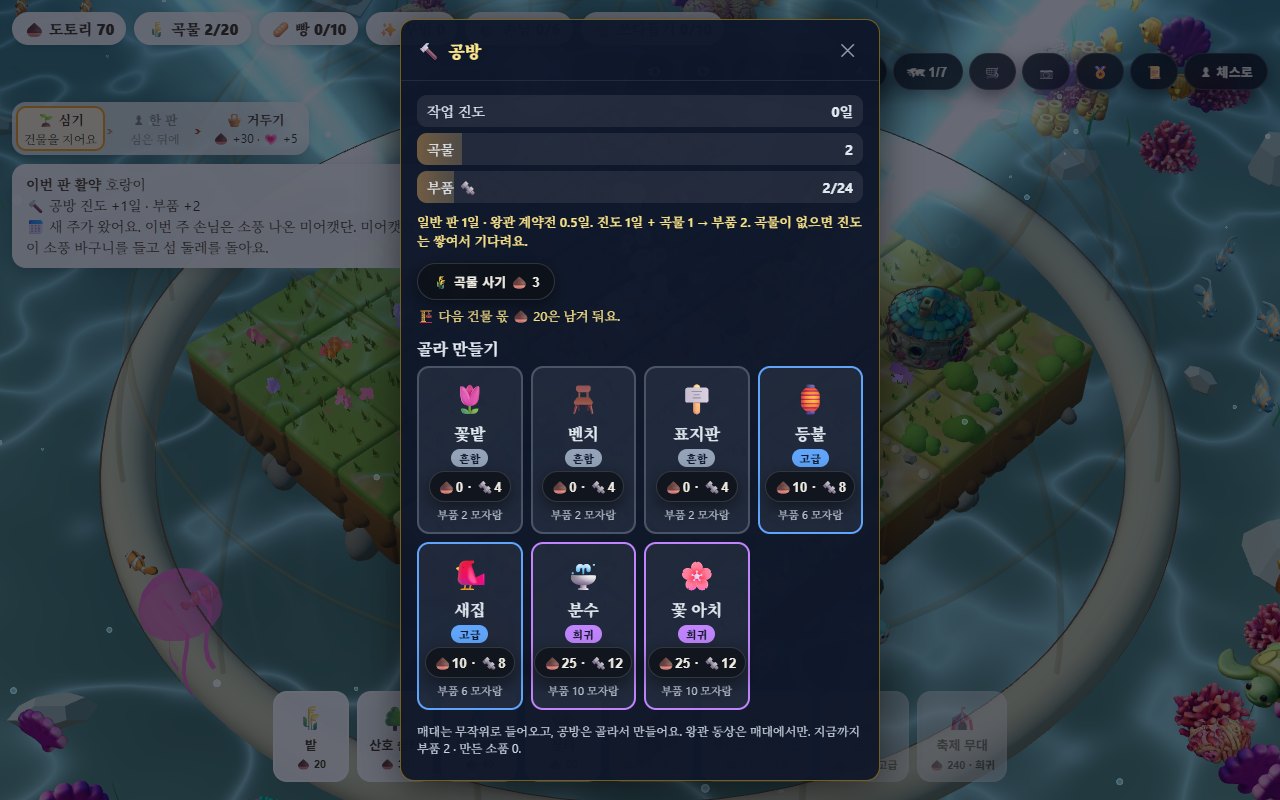 도토리 70
곡물 2/20
빵 0/10
1/7
체스로
심기
건물을 지어요
한 판
심은 뒤에
거두기
+30 · +5
이번 판 활약 호랑이
공방 진도 +1일 · 부품 +2
새 주가 왔어요. 이번 주 손님은 소풍 나온 미어캣단. 미어캣
이 소풍 바구니를 들고 섬 둘레를 돌아요.
공방
작업 진도
0일
곡물
2
부품
2/24
일반 판 1일 · 왕관 계약전 0.5일. 진도 1일 + 곡물 1 → 부품 2. 곡물이 없으면 진도
는 쌓여서 기다려요.
곡물 사기 3
다음 건물 몫 20은 남겨 둬요.
골라 만들기
꽃밭
흔함
0 · 4
부품 2 모자람
벤치
흔함
0 · 4
부품 2 모자람
표지판
흔함
0 · 4
부품 2 모자람
등불
고급
10 · 8
부품 6 모자람
새집
고급
10 · 8
부품 6 모자람
분수
희귀
25 · 12
부품 10 모자람
꽃 아치
희귀
25 · 12
부품 10 모자람
매대는 무작위로 들어오고, 공방은 골라서 만들어요. 왕관 동상은 매대에서만. 지금까지
부품 2 · 만든 소품 0.
밭
20
산호
고급
축제 무대
240 · 희귀